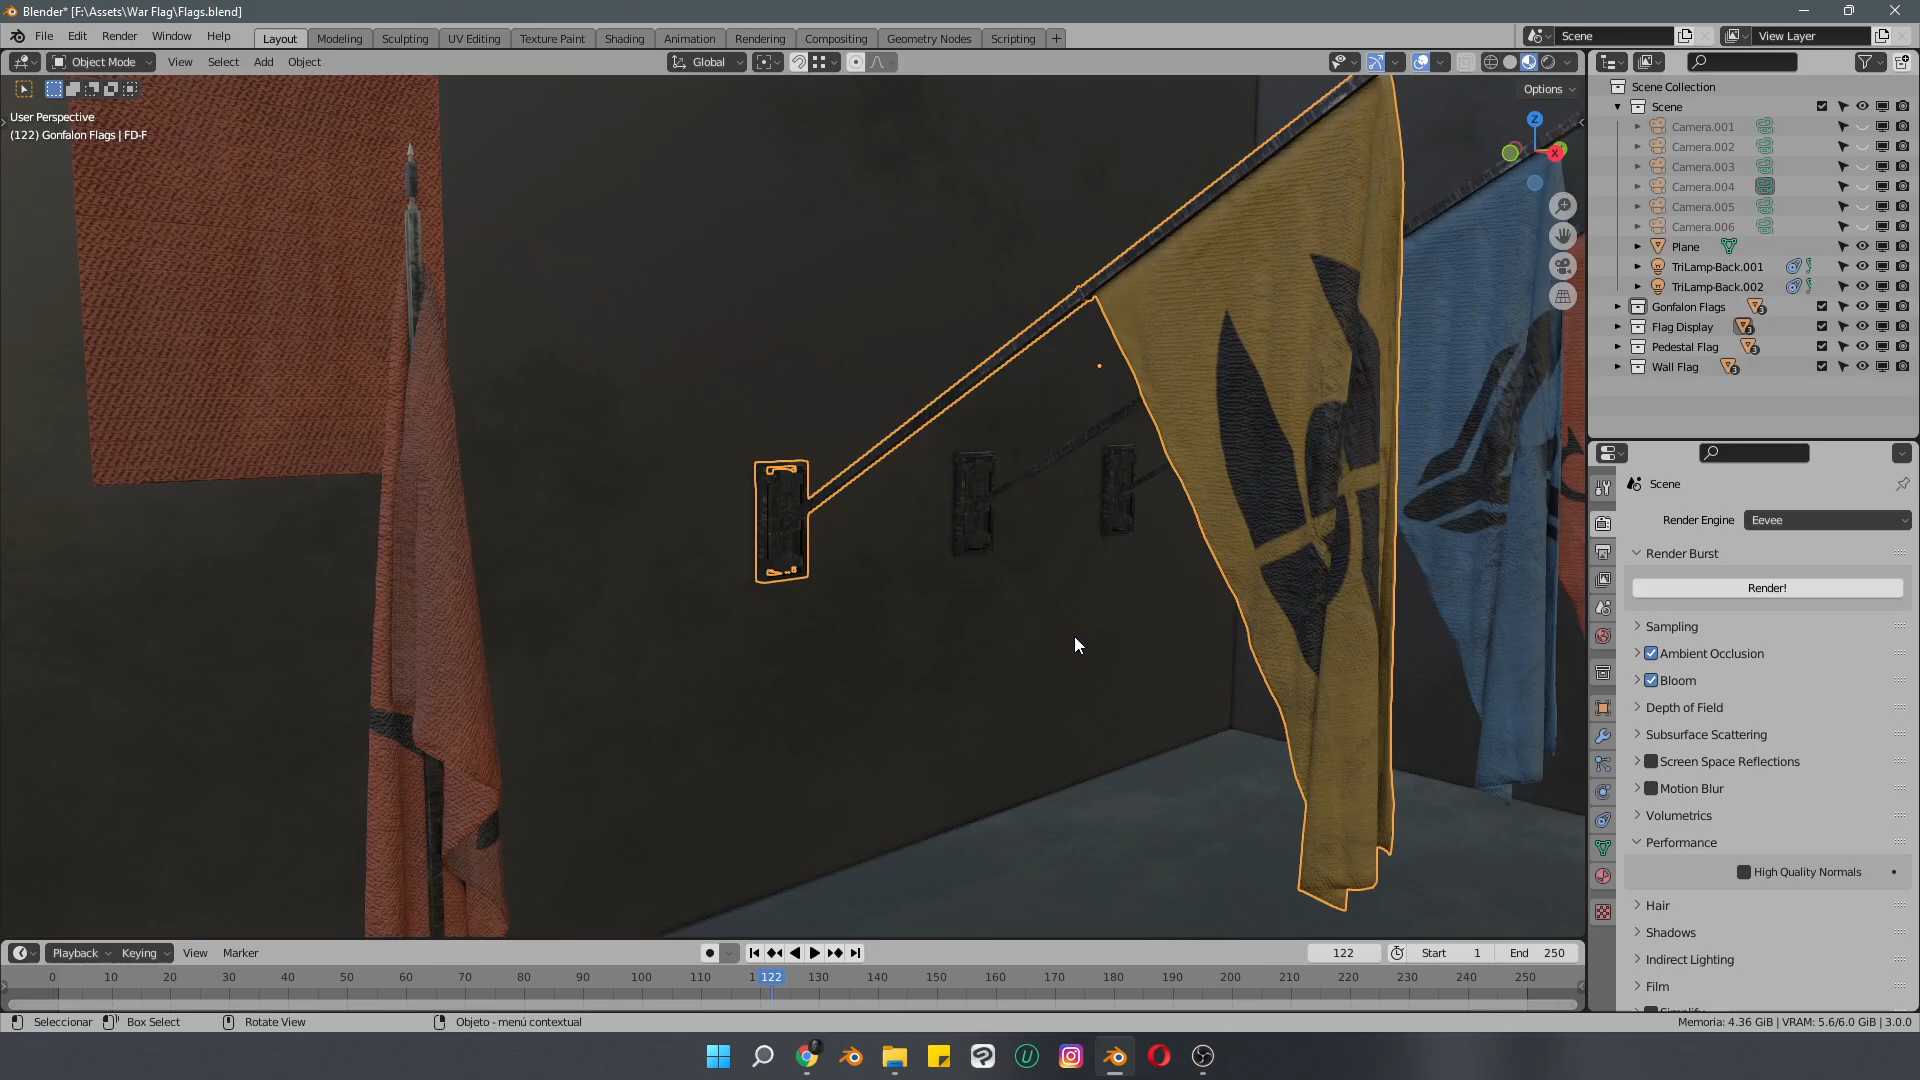 Blender* [F:\Assets\War Flag\Flags.blend]
File Edit Render Window Help Layout Modeling Sculpting UV Editing Texture Paint Shading Animation Rendering Compositing Geometry Nodes Scripting + Scene View Layer
Object Mode View Select Add Object Global
Options
User Perspective
(122) Gonfalon Flags | FD-F
Z
X
Scene Collection
Scene
Camera.001
Camera.002
Camera.003
Camera.004
Camera.005
Camera.006
Plane
TriLamp-Back.001
TriLamp-Back.002
Gonfalon Flags 3
Flag Display 3
Pedestal Flag 3
Wall Flag 3
Scene
Render Engine Eevee
Render Burst
Render!
Sampling
Ambient Occlusion
Bloom
Depth of Field
Subsurface Scattering
Screen Space Reflections
Motion Blur
Volumetrics
Performance
High Quality Normals
Hair
Shadows
Indirect Lighting
Film
Playback Keying View Marker 122 Start 1 End 250
0 10 20 30 40 50 60 70 80 90 100 110 122 130 140 150 160 170 180 190 200 210 220 230 240 250
Seleccionar Box Select Rotate View Objeto - menú contextual Memoria: 4.36 GiB | VRAM: 5.6/6.0 GiB | 3.0.0